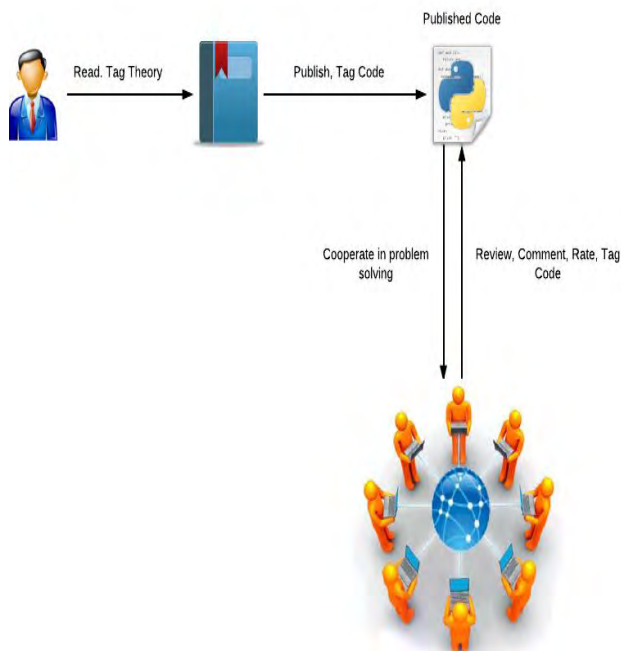 Published Code
Read. Tag Theory
Publish, Tag Code
Cooperate in problem
solving
Review, Comment, Rate, Tag
Code